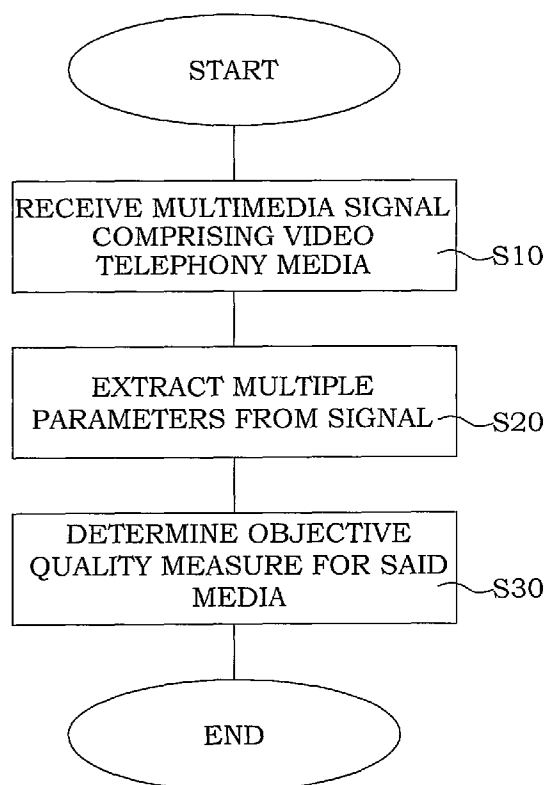 START
RECEIVE MULTIMEDIA SIGNAL
COMPRISING VIDEO
TELEPHONY MEDIA
S10
EXTRACT MULTIPLE
PARAMETERS FROM SIGNAL
S20
DETERMINE OBJECTIVE
QUALITY MEASURE FOR SAID
MEDIA
S30
END